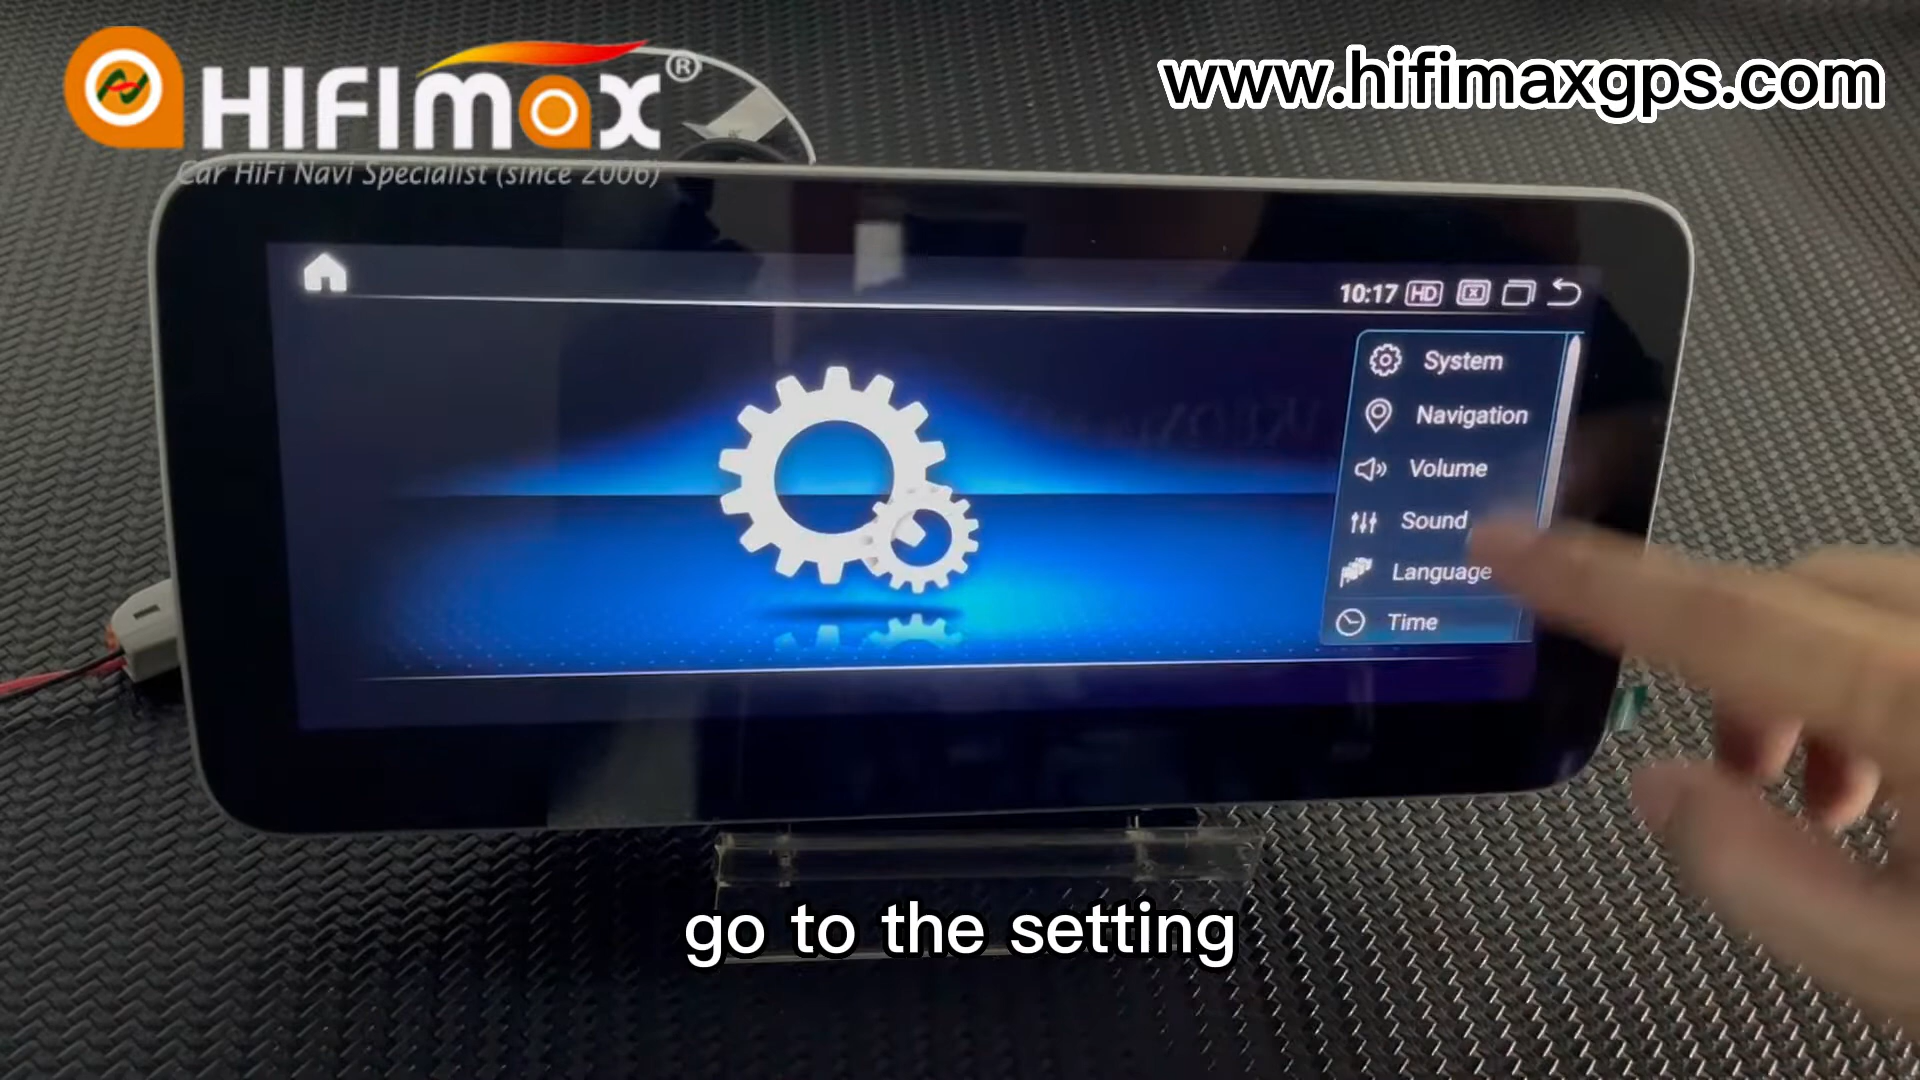 HIFIMAX®
www.hifimaxgps.com
Car HiFi Navi Specialist (since 2006)
10:17 HD
System
Navigation
Volume
Sound
Language
Time
go to the setting